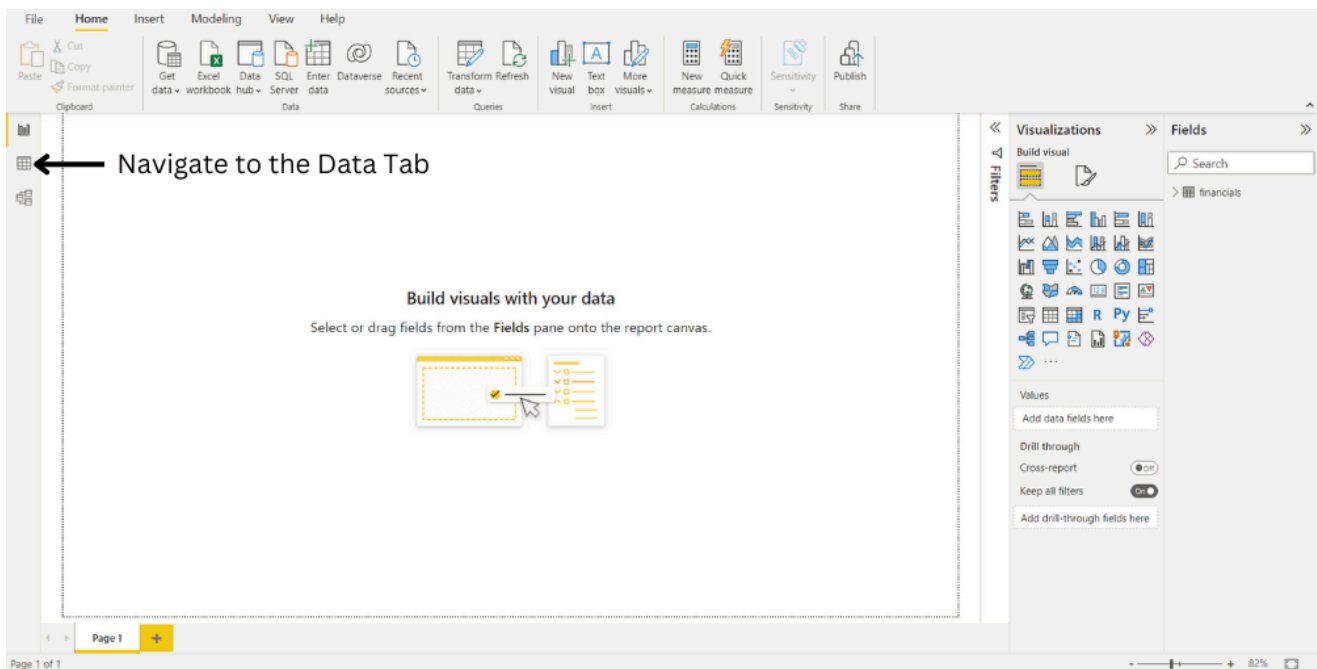 File Home Insert Modeling View Help
Paste
Cut
Copy
Format painter
Clipboard
Get data
Excel workbook
Data hub
SQL Server
Enter data
Dataverse
Recent sources
Data
Transform data
Refresh
Queries
New visual
Text box
More visuals
Insert
New measure
Quick measure
Calculations
Sensitivity
Sensitivity
Publish
Share
Navigate to the Data Tab
Build visuals with your data
Select or drag fields from the Fields pane onto the report canvas.
Filters
Visualizations
Build visual
R Py
123
Values
Add data fields here
Drill through
Cross-report
Off
Keep all filters
On
Add drill-through fields here
Fields
Search
financials
Page 1
Page 1 of 1
- + 82%